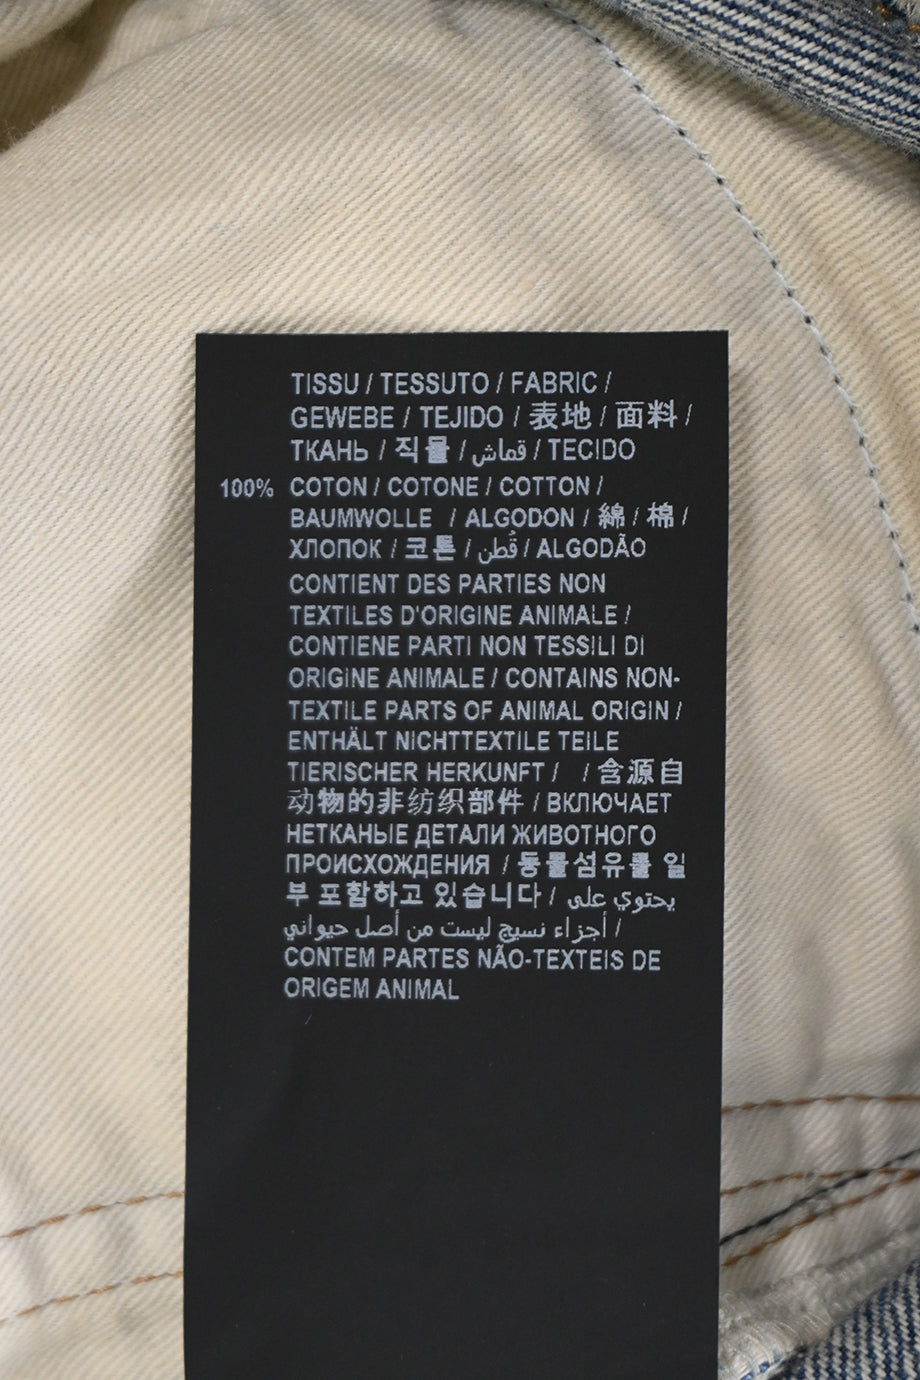 TISSU / TESSUTO / FABRIC /
GEWEBE / TEJIDO / 表地 / 面料 /
ТКАНЬ / 직물 / قماش / TECIDO
100% COTON / COTONE / COTTON /
BAUMWOLLE / ALGODON / 綿 / 棉 /
ХЛОПОК / 코튼 / قُطن / ALGODÃO
CONTIENT DES PARTIES NON
TEXTILES D'ORIGINE ANIMALE /
CONTIENE PARTI NON TESSILI DI
ORIGINE ANIMALE / CONTAINS NON-
TEXTILE PARTS OF ANIMAL ORIGIN /
ENTHÄLT NICHTTEXTILE TEILE
TIERISCHER HERKUNFT / / 含源自
动物的非纺织部件 / ВКЛЮЧАЕТ
НЕТКАНЫЕ ДЕТАЛИ ЖИВОТНОГО
ПРОИСХОЖДЕНИЯ / 동물섬유를 일
부 포함하고 있습니다 / يحتوي على
أجزاء نسيج ليست من أصل حيواني /
CONTEM PARTES NÃO-TEXTEIS DE
ORIGEM ANIMAL